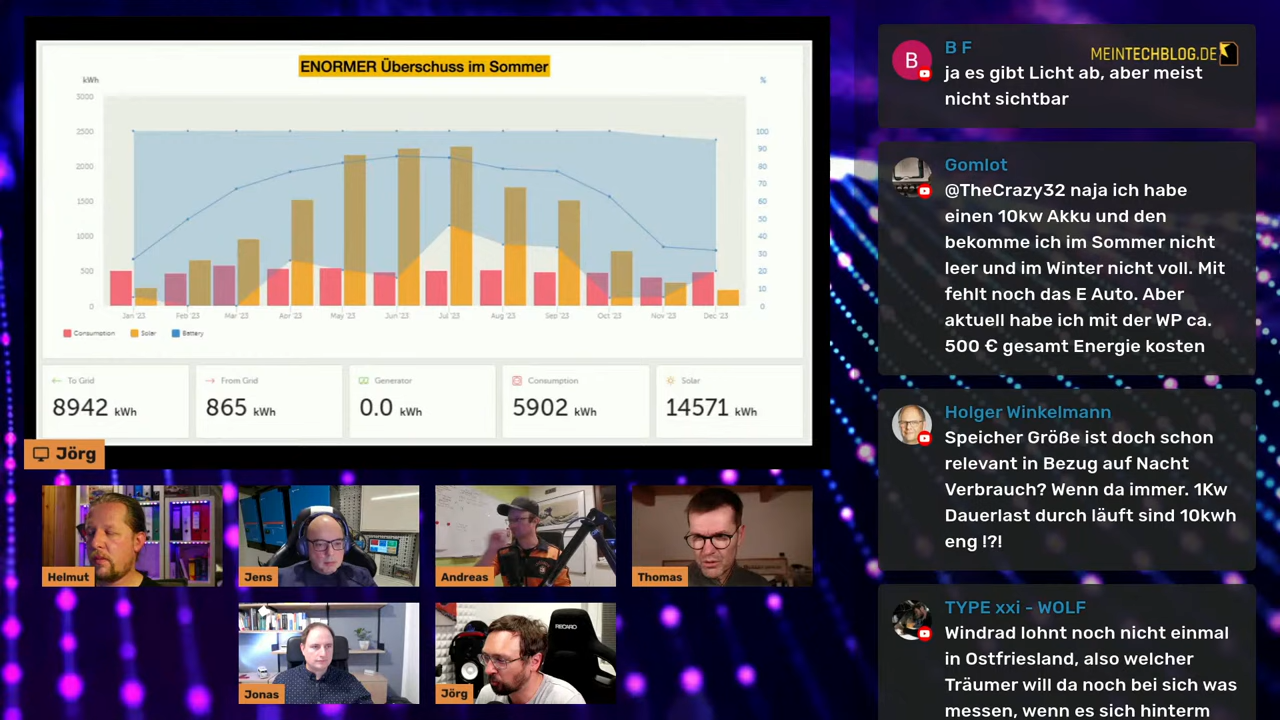 ENORMER Überschuss im Sommer
kWh
%
3000
2500
2000
1500
1000
500
0
100
90
80
70
60
50
40
30
20
10
0
Jan '23
Feb '23
Mar '23
Apr '23
May '23
Jun '23
Jul '23
Aug '23
Sep '23
Oct '23
Nov '23
Dec '23
Consumption
Solar
Battery
To Grid
8942 kWh
From Grid
865 kWh
Generator
0.0 kWh
Consumption
5902 kWh
Solar
14571 kWh
Jörg
Helmut
Jens
Andreas
Thomas
Jonas
Jörg
RECARO
MEINTECHBLOG.DE
B
B F
ja es gibt Licht ab, aber meist
nicht sichtbar
Gomlot
@TheCrazy32 naja ich habe
einen 10kw Akku und den
bekomme ich im Sommer nicht
leer und im Winter nicht voll. Mit
fehlt noch das E Auto. Aber
aktuell habe ich mit der WP ca.
500 € gesamt Energie kosten
Holger Winkelmann
Speicher Größe ist doch schon
relevant in Bezug auf Nacht
Verbrauch? Wenn da immer. 1Kw
Dauerlast durch läuft sind 10kwh
eng !?!
TYPE xxi - WOLF
Windrad lohnt noch nicht einmal
in Ostfriesland, also welcher
Träumer will da noch bei sich was
messen, wenn es sich hinterm